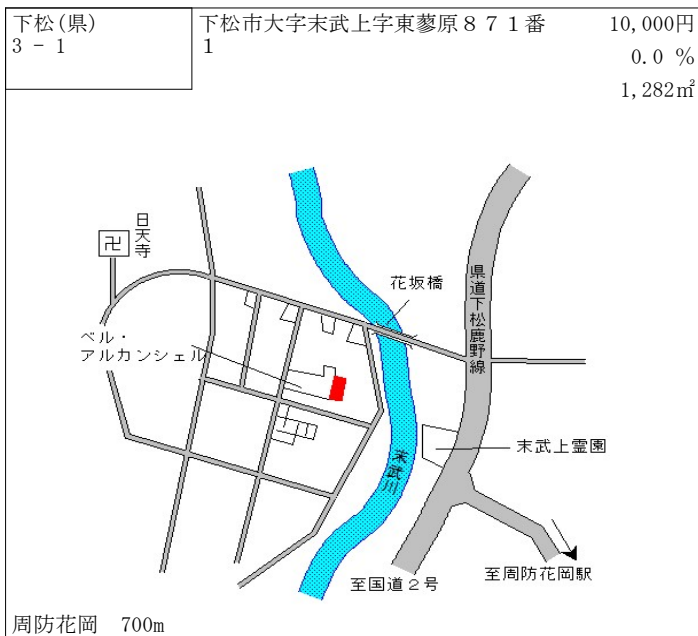 下松(県)
3 - 1
下松市大字末武上字東蓼原８７１番
1
10,000円
0.0 %
1,282㎡
日天寺
卍
花坂橋
県道下松鹿野線
ベル・
アルカンシェル
末武上霊園
末武川
至国道２号
至周防花岡駅
周防花岡　700m